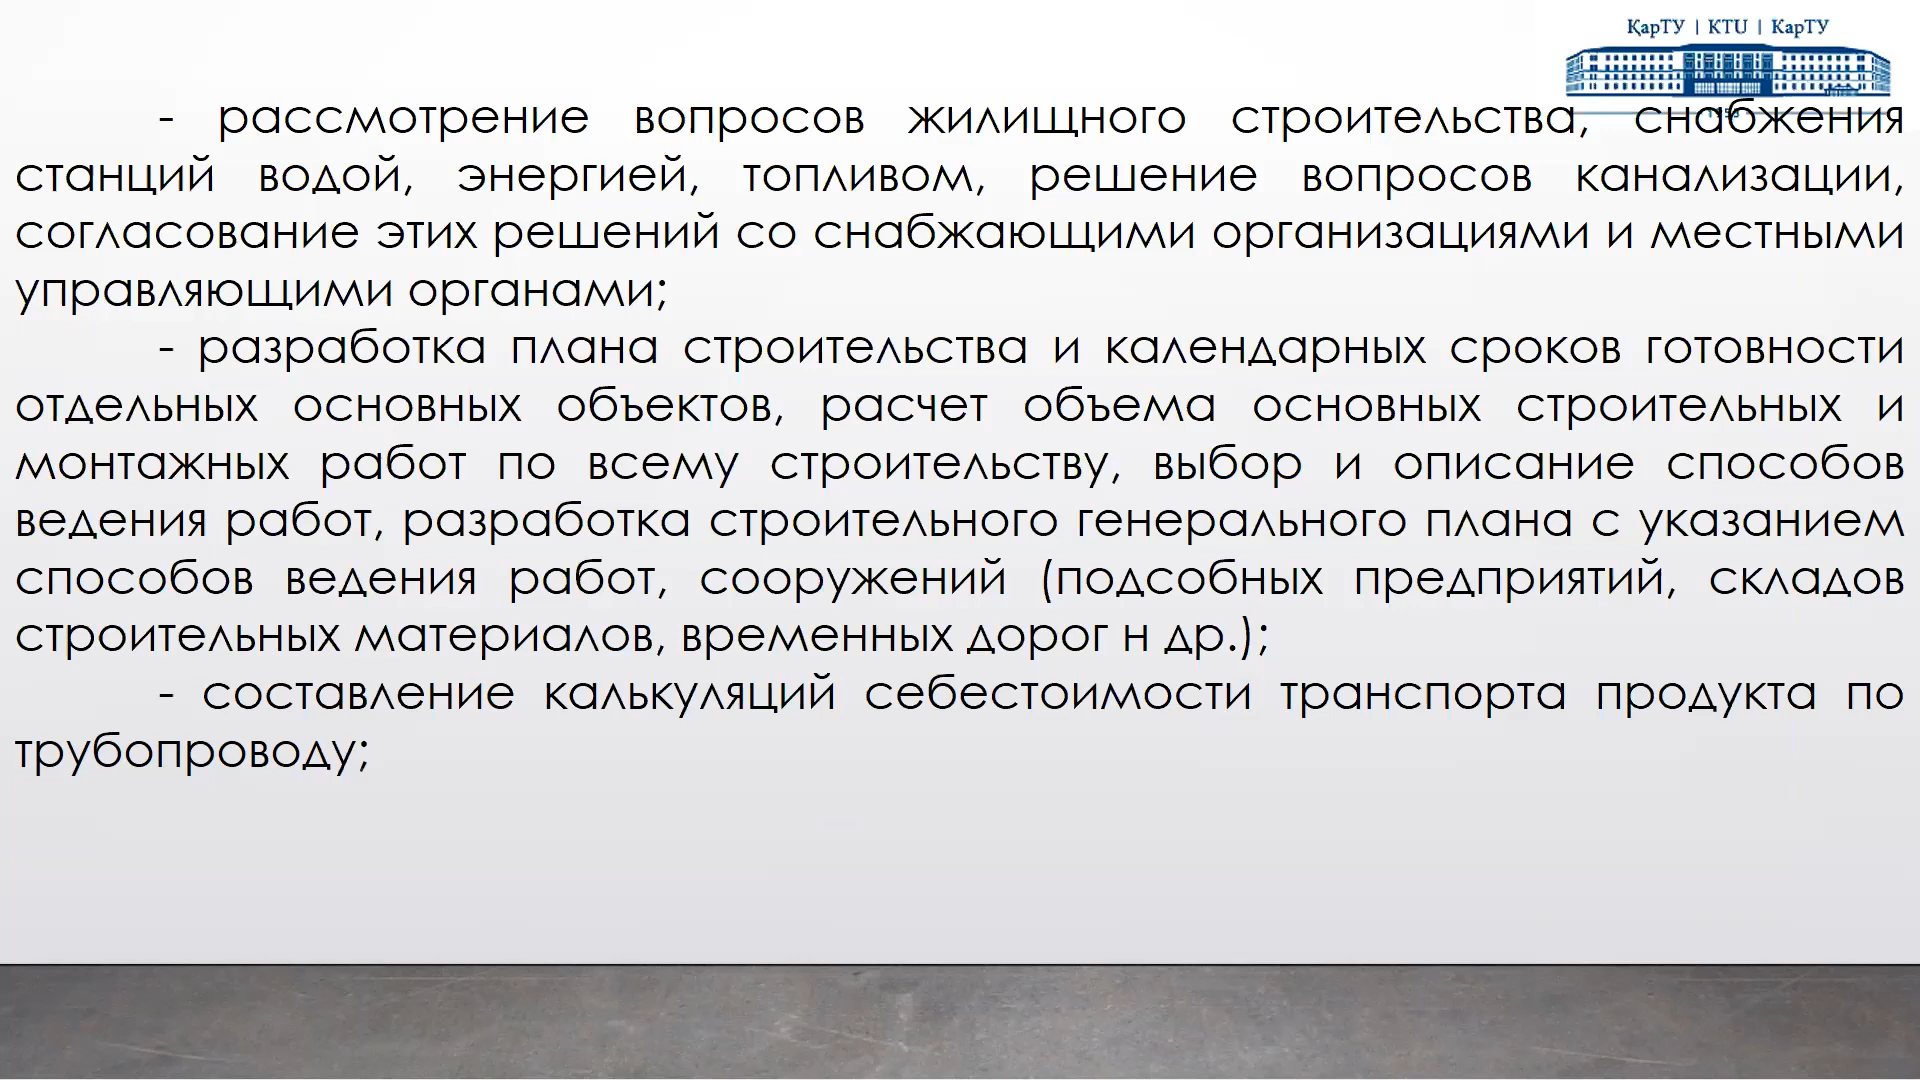 ҚарТУ | KTU | КарТУ
- рассмотрение вопросов жилищного строительства, снабжения
станций водой, энергией, топливом, решение вопросов канализации,
согласование этих решений со снабжающими организациями и местными
управляющими органами;
- разработка плана строительства и календарных сроков готовности
отдельных основных объектов, расчет объема основных строительных и
монтажных работ по всему строительству, выбор и описание способов
ведения работ, разработка строительного генерального плана с указанием
способов ведения работ, сооружений (подсобных предприятий, складов
строительных материалов, временных дорог н др.);
- составление калькуляций себестоимости транспорта продукта по
трубопроводу;